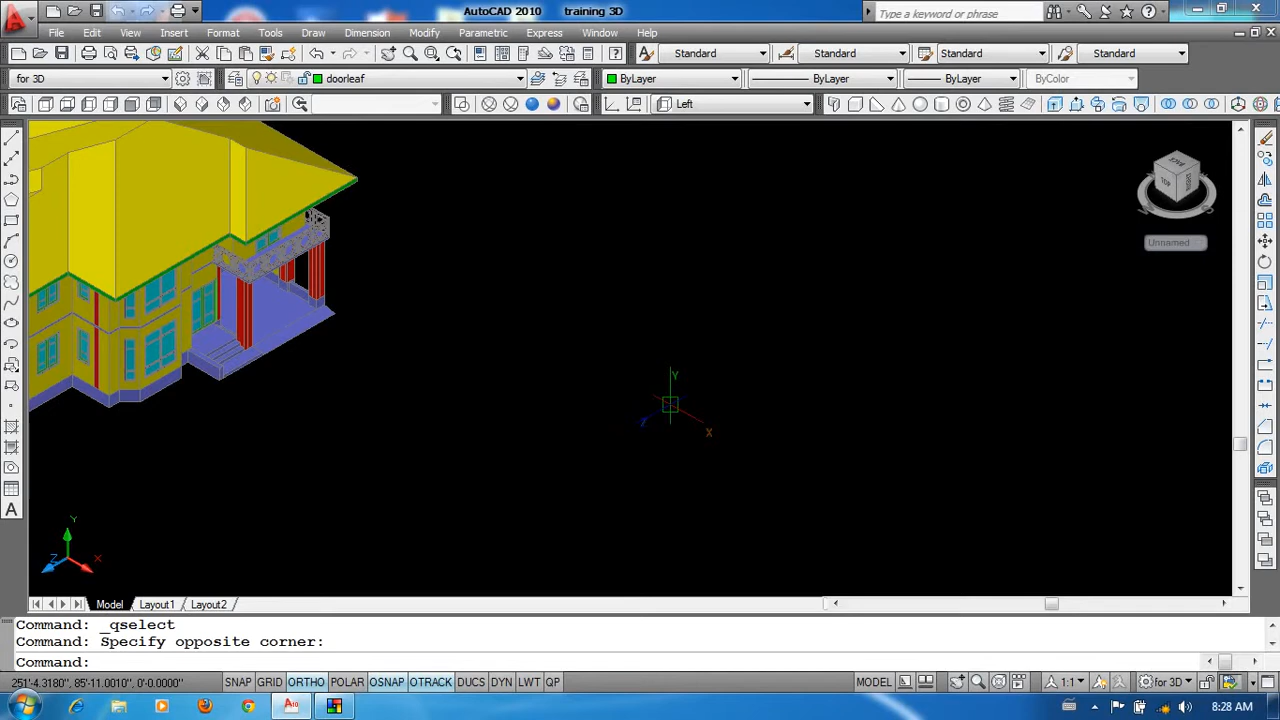 AutoCAD 2010 training 3D
Type a keyword or phrase
File Edit View Insert Format Tools Draw Dimension Modify Parametric Express Window Help
Standard Standard Standard Standard
for 3D doorleaf ByLayer ByLayer ByLayer ByColor
Left
TOP BACK
Unnamed
Y
X
Z
Y
Z
X
A
Model Layout1 Layout2
Command: _qselect
Command: Specify opposite corner:
Command:
251'-4.3180", 85'-11.0010", 0'-0.0000" SNAP GRID ORTHO POLAR OSNAP OTRACK DUCS DYN LWT QP MODEL 1:1 for 3D
8:28 AM